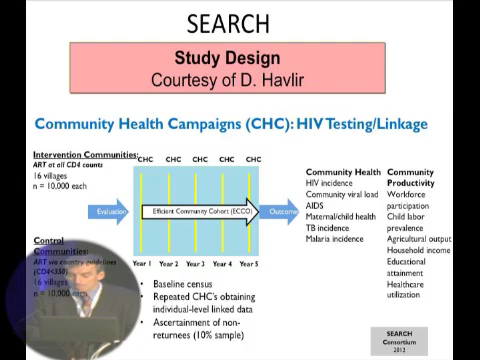 SEARCH
Study Design
Courtesy of D. Havlir
Community Health Campaigns (CHC): HIV Testing/Linkage
Intervention Communities:
ART at all CD4 counts
16 villages
n = 10,000 each
Evaluation
Control
Communities:
ART via country guidelines
(CD4<350)
16 villages
n = 10,000 each
CHC CHC CHC CHC CHC
Efficient Community Cohort (ECCO)
Year 1 Year 2 Year 3 Year 4 Year 5
Outcome
• Baseline census
• Repeated CHC's obtaining
individual-level linked data
• Ascertainment of non-
returnees (10% sample)
Community Health
HIV incidence
Community viral load
AIDS
Maternal/child health
TB incidence
Malaria incidence
Community
Productivity
Workforce
participation
Child labor
prevalence
Agricultural output
Household income
Educational
attainment
Healthcare
utilization
SEARCH
Consortium
2012